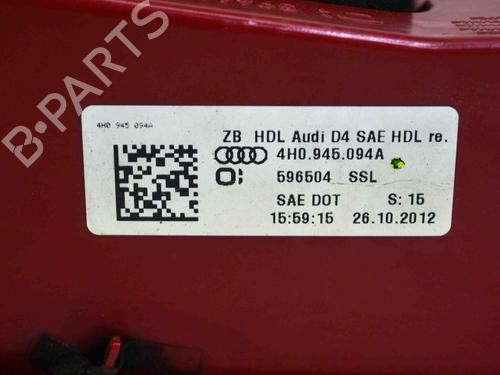 4H0 945 094A
ZB HDL Audi D4 SAE HDL re.
4H0.945.094A
596504 SSL
SAE DOT S: 15
15:59:15 26.10.2012
B-PARTS